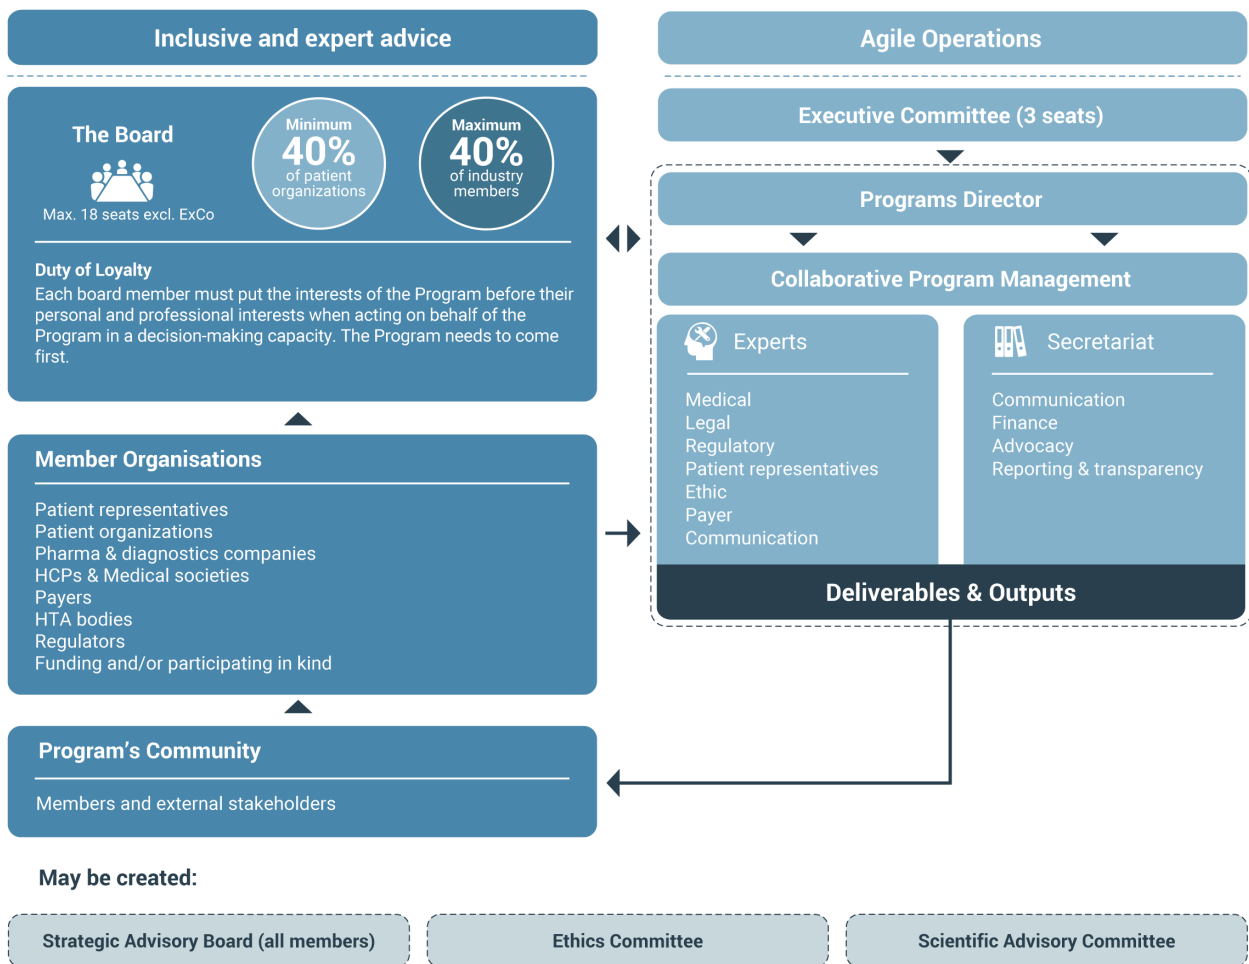 Inclusive and expert advice
The Board
Max. 18 seats excl. ExCo
Minimum
40%
of patient
organizations
Maximum
40%
of industry
members
Duty of Loyalty
Each board member must put the interests of the Program before their
personal and professional interests when acting on behalf of the
Program in a decision-making capacity. The Program needs to come
first.
Member Organisations
Patient representatives
Patient organizations
Pharma & diagnostics companies
HCPs & Medical societies
Payers
HTA bodies
Regulators
Funding and/or participating in kind
Program’s Community
Members and external stakeholders
Agile Operations
Executive Committee (3 seats)
Programs Director
Collaborative Program Management
Experts
Medical
Legal
Regulatory
Patient representatives
Ethic
Payer
Communication
Secretariat
Communication
Finance
Advocacy
Reporting & transparency
Deliverables & Outputs
May be created:
Strategic Advisory Board (all members)
Ethics Committee
Scientific Advisory Committee